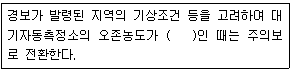 경보가 발령된 지역의 기상조건 등을 고려하여 대
기자동측정소의 오존농도가 (   )인 때는 주의보
로 전환한다.